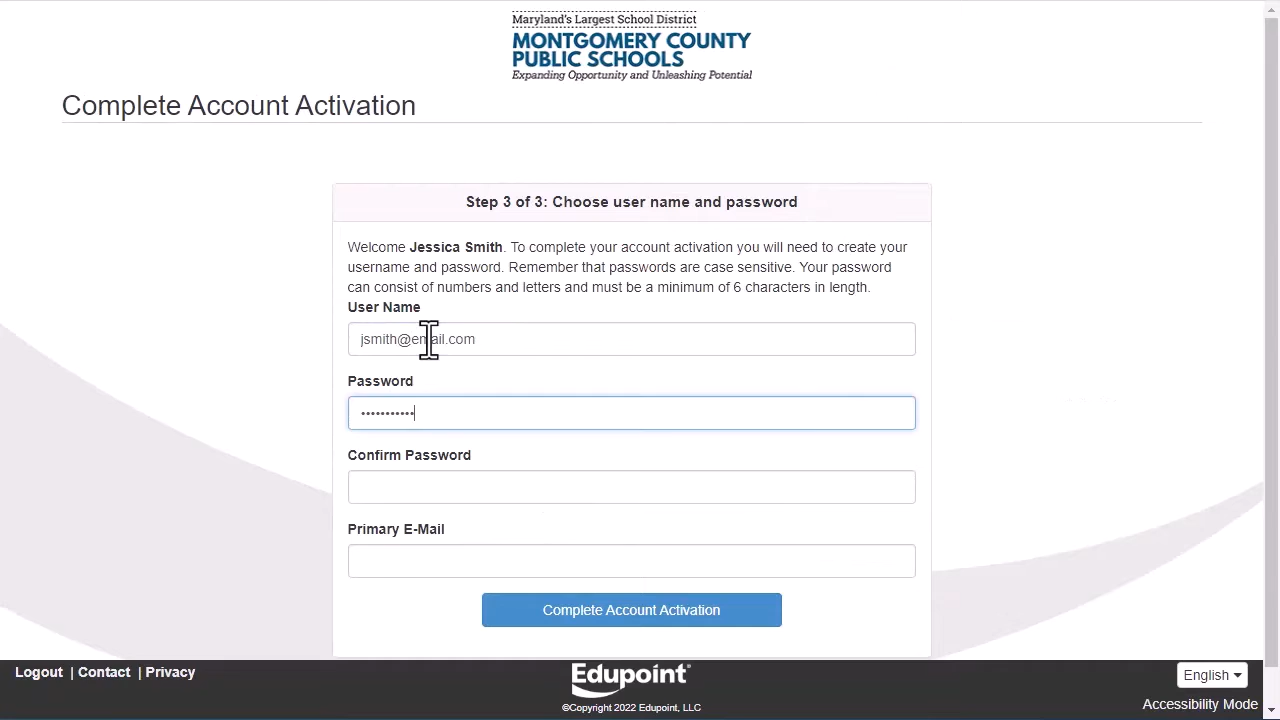 Maryland's Largest School District
MONTGOMERY COUNTY
PUBLIC SCHOOLS
Expanding Opportunity and Unleashing Potential
Complete Account Activation
Step 3 of 3: Choose user name and password
Welcome Jessica Smith. To complete your account activation you will need to create your
username and password. Remember that passwords are case sensitive. Your password
can consist of numbers and letters and must be a minimum of 6 characters in length.
User Name
jsmith@email.com
Password
•••••••••••
Confirm Password
Primary E-Mail
Complete Account Activation
Logout | Contact | Privacy
Edupoint®
©Copyright 2022 Edupoint, LLC
English
Accessibility Mode